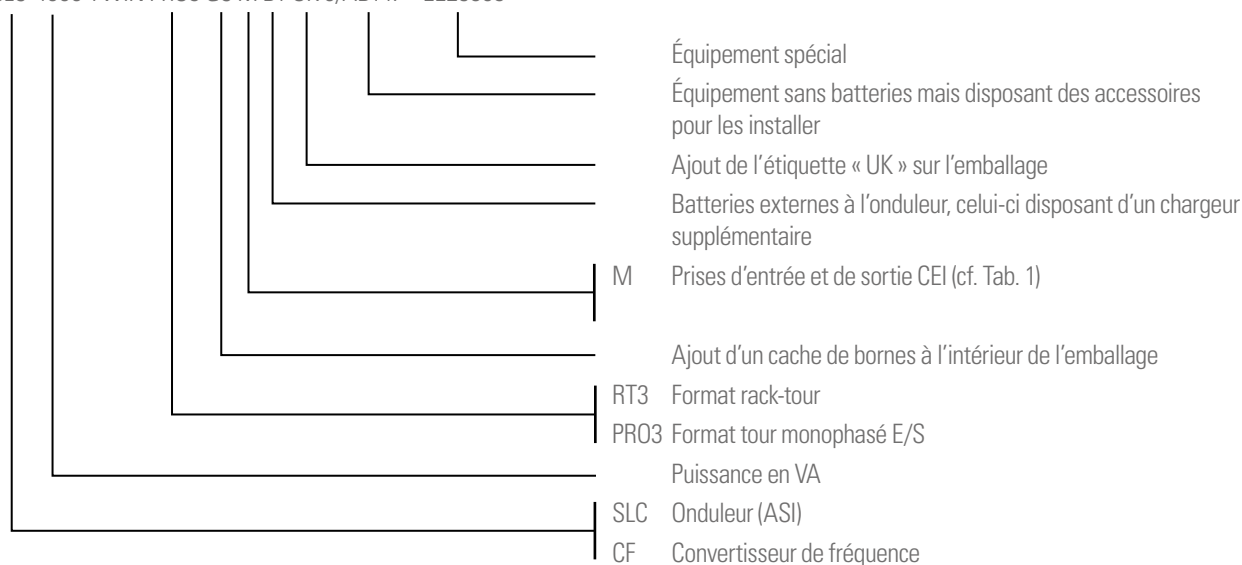 Équipement spécial
Équipement sans batteries mais disposant des accessoires
pour les installer
Ajout de l’étiquette « UK » sur l’emballage
Batteries externes à l’onduleur, celui-ci disposant d’un chargeur
supplémentaire
M Prises d’entrée et de sortie CEI (cf. Tab. 1)
Ajout d’un cache de bornes à l’intérieur de l’emballage
RT3 Format rack-tour
PRO3 Format tour monophasé E/S
Puissance en VA
SLC Onduleur (ASI)
CF Convertisseur de fréquence